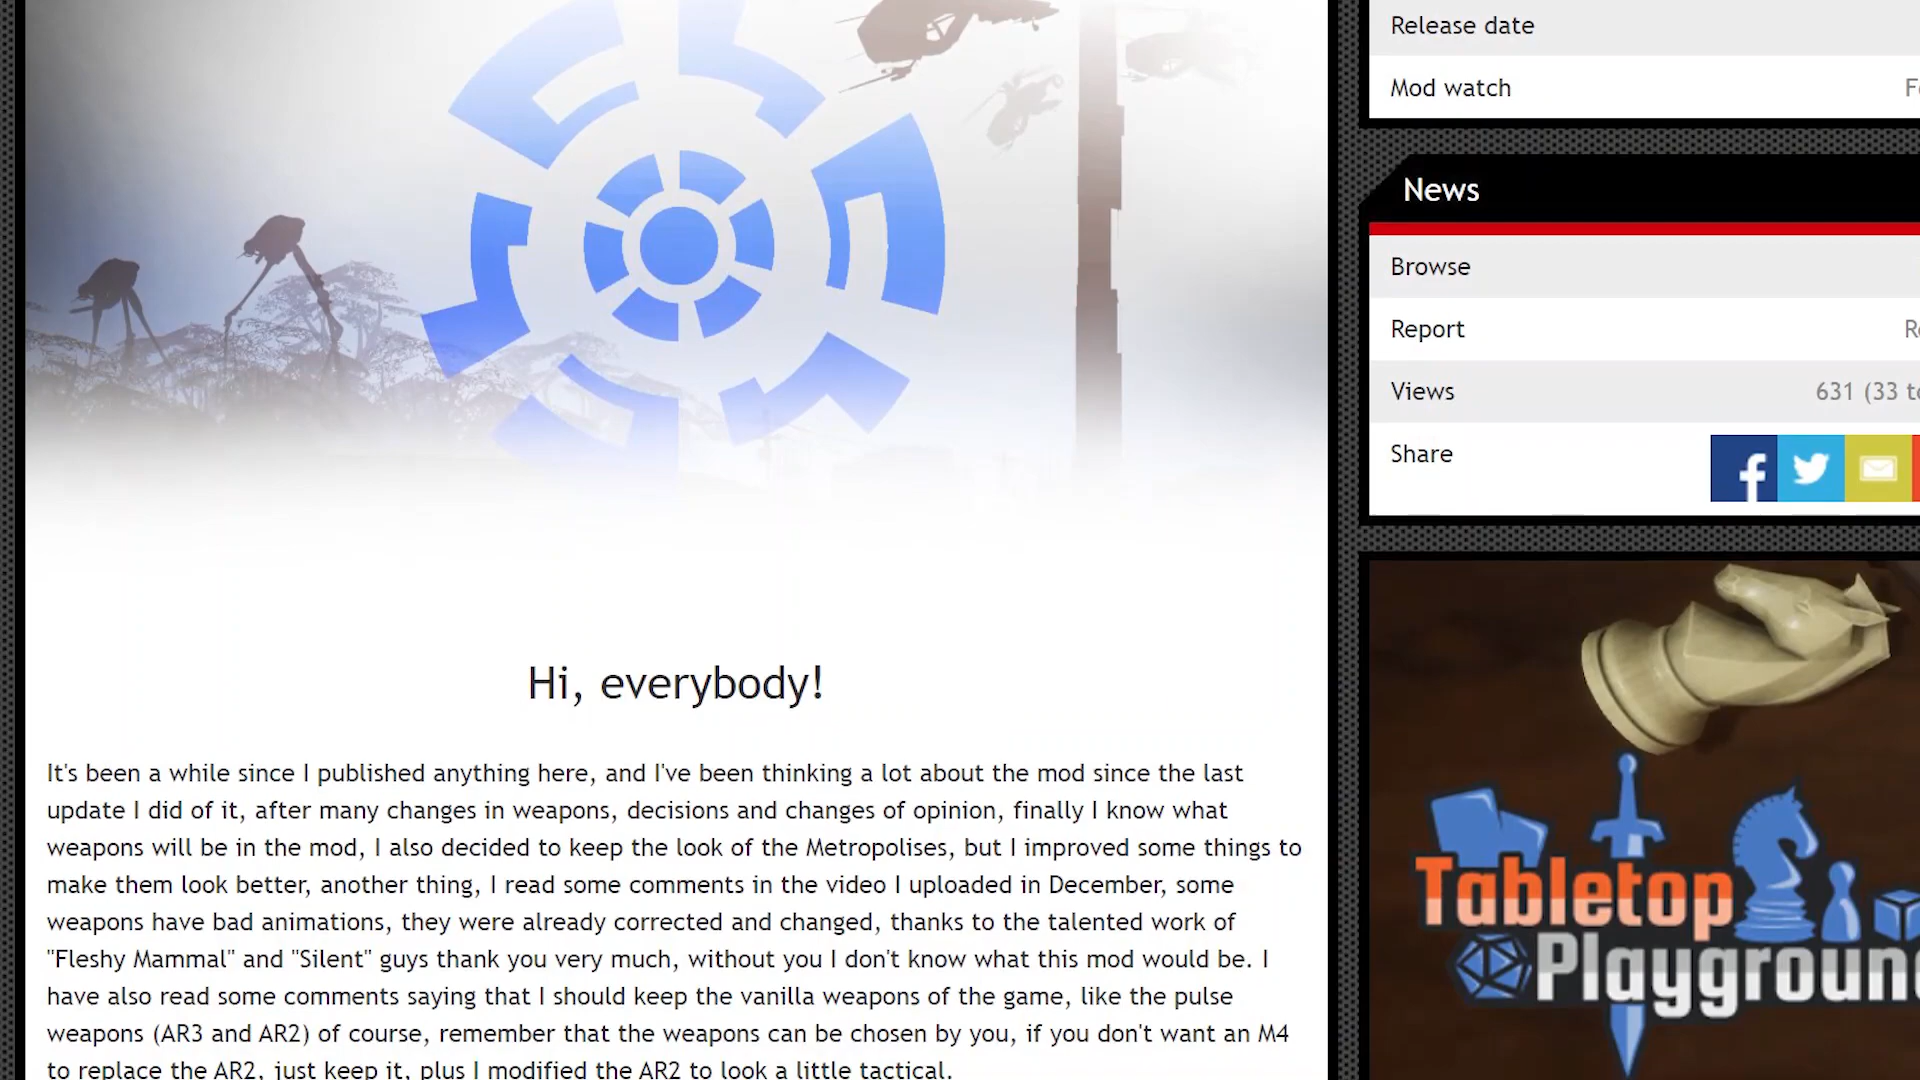 Release date
Mod watch
News
Browse
Report
Views
631 (33 to
Share
Hi, everybody!
It's been a while since I published anything here, and I've been thinking a lot about the mod since the last
update I did of it, after many changes in weapons, decisions and changes of opinion, finally I know what
weapons will be in the mod, I also decided to keep the look of the Metropolises, but I improved some things to
make them look better, another thing, I read some comments in the video I uploaded in December, some
weapons have bad animations, they were already corrected and changed, thanks to the talented work of
"Fleshy Mammal" and "Silent" guys thank you very much, without you I don't know what this mod would be. I
have also read some comments saying that I should keep the vanilla weapons of the game, like the pulse
weapons (AR3 and AR2) of course, remember that the weapons can be chosen by you, if you don't want an M4
to replace the AR2, just keep it, plus I modified the AR2 to look a little tactical.
Tabletop
Playground